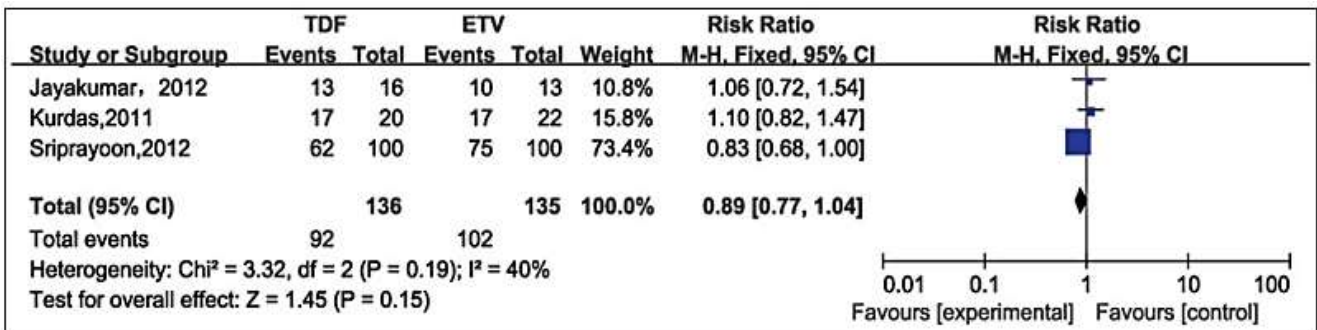 TDF ETV Risk Ratio Risk Ratio
Study or Subgroup Events Total Events Total Weight M-H, Fixed, 95% CI M-H, Fixed, 95% CI
Jayakumar, 2012 13 16 10 13 10.8% 1.06 [0.72, 1.54]
Kurdas,2011 17 20 17 22 15.8% 1.10 [0.82, 1.47]
Sriprayoon,2012 62 100 75 100 73.4% 0.83 [0.68, 1.00]
Total (95% CI) 136 135 100.0% 0.89 [0.77, 1.04]
Total events 92 102
Heterogeneity: Chi² = 3.32, df = 2 (P = 0.19); I² = 40%
Test for overall effect: Z = 1.45 (P = 0.15)
0.01 0.1 1 10 100
Favours [experimental] Favours [control]